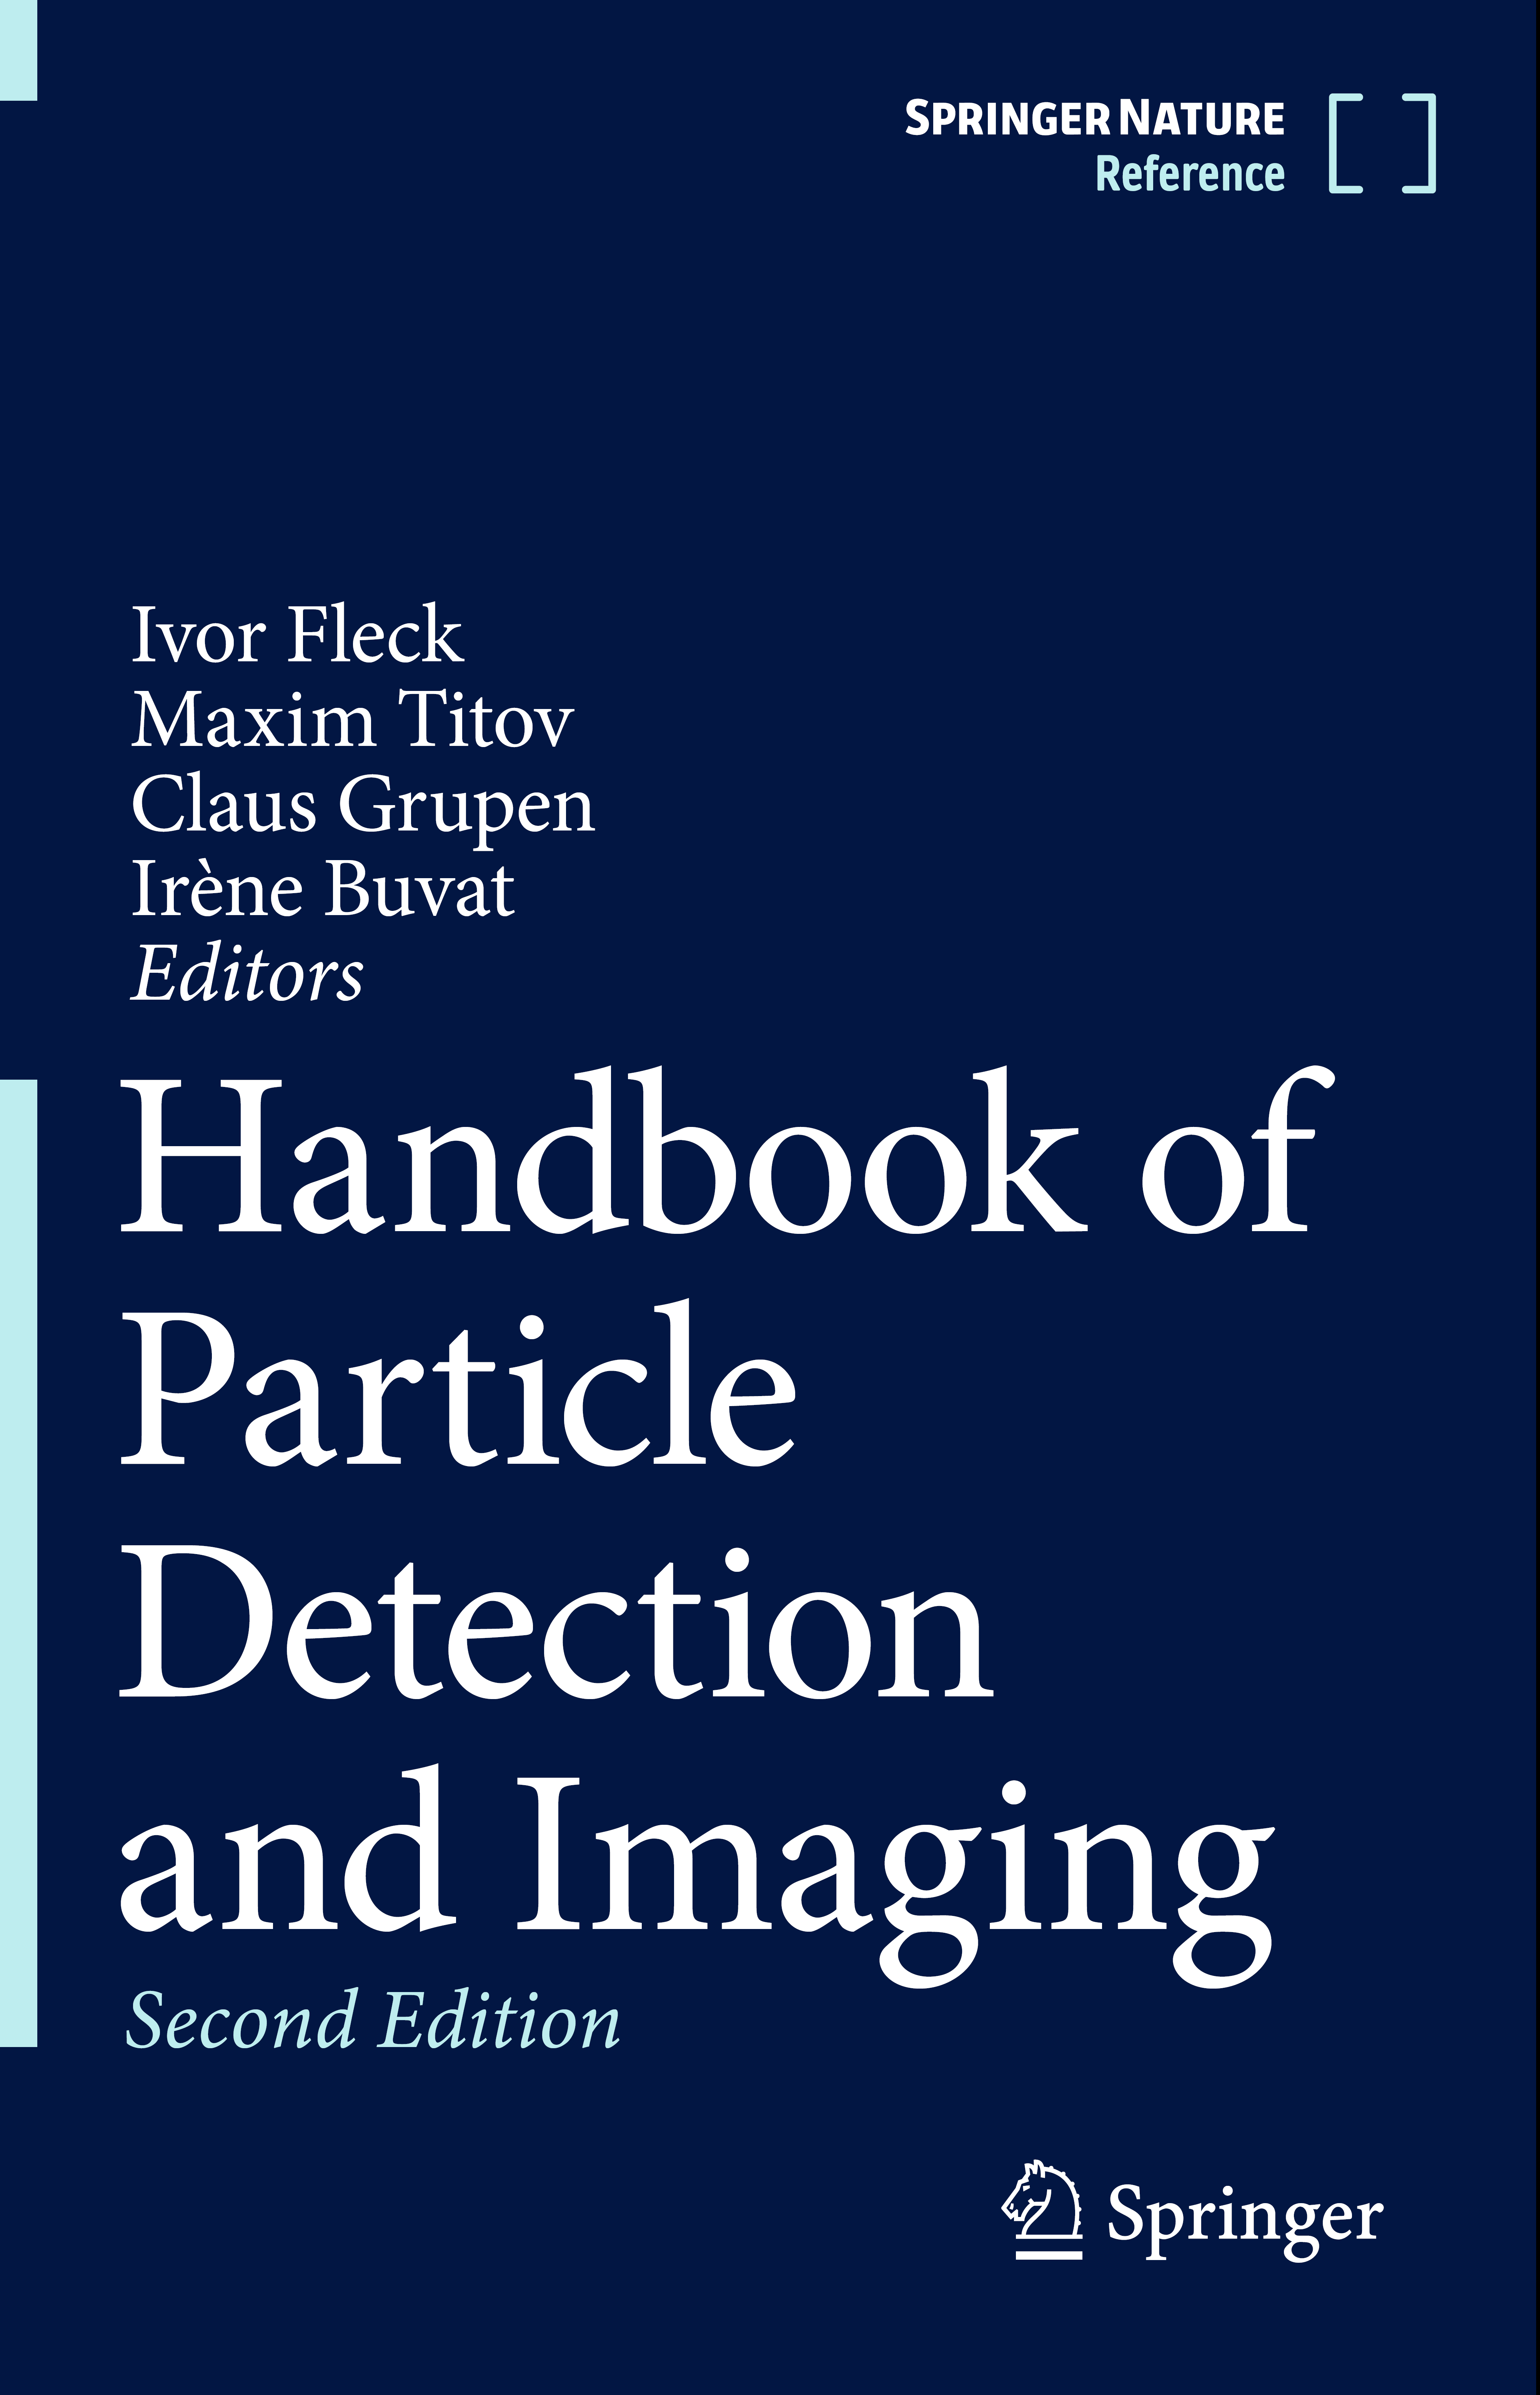 SPRINGER NATURE
Reference
Ivor Fleck
Maxim Titov
Claus Grupen
Irène Buvat
Editors
Handbook of
Particle
Detection
and Imaging
Second Edition
Springer